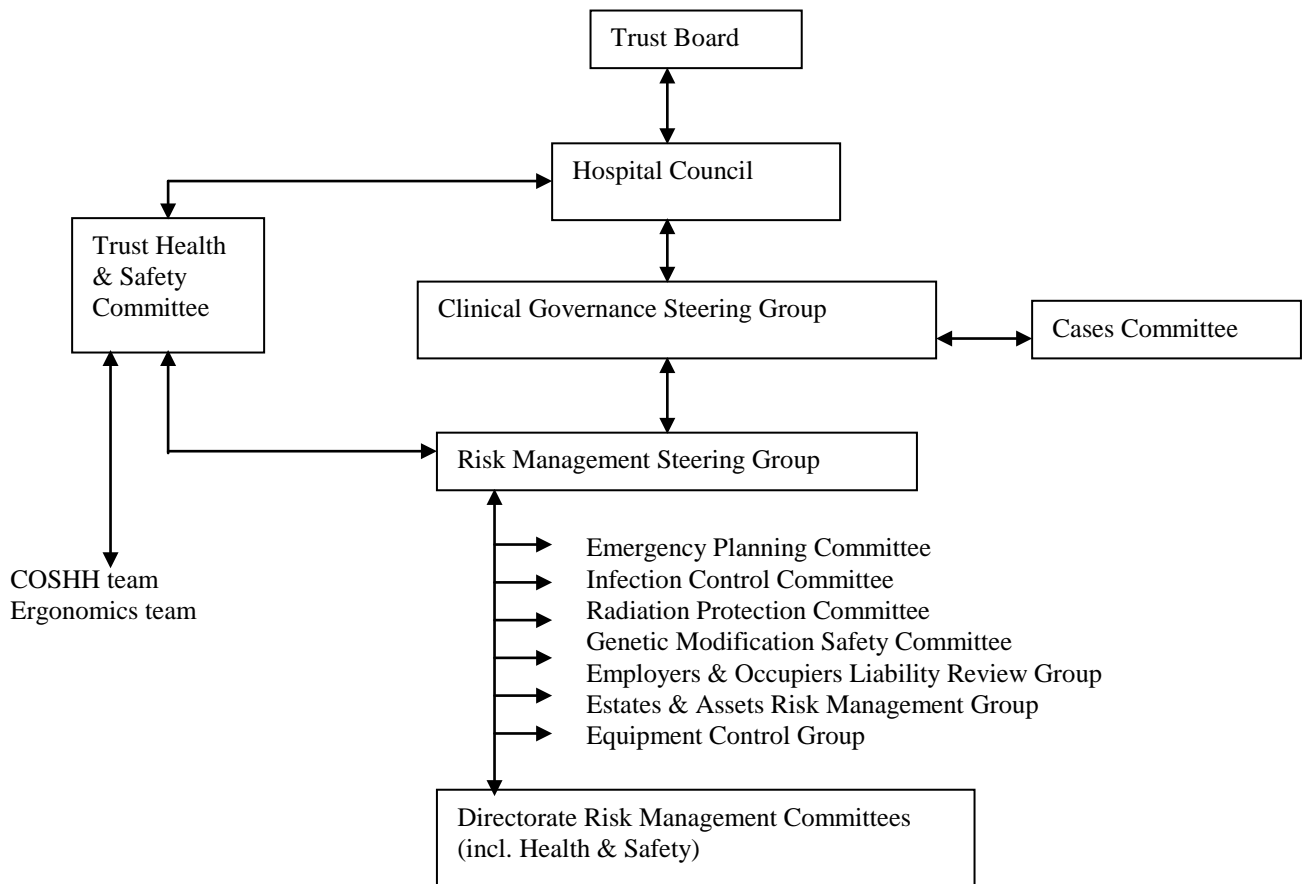 Trust Board
Hospital Council
Trust Health
& Safety
Committee
Clinical Governance Steering Group
Cases Committee
Risk Management Steering Group
Emergency Planning Committee
Infection Control Committee
Radiation Protection Committee
Genetic Modification Safety Committee
Employers & Occupiers Liability Review Group
Estates & Assets Risk Management Group
Equipment Control Group
COSHH team
Ergonomics team
Directorate Risk Management Committees
(incl. Health & Safety)